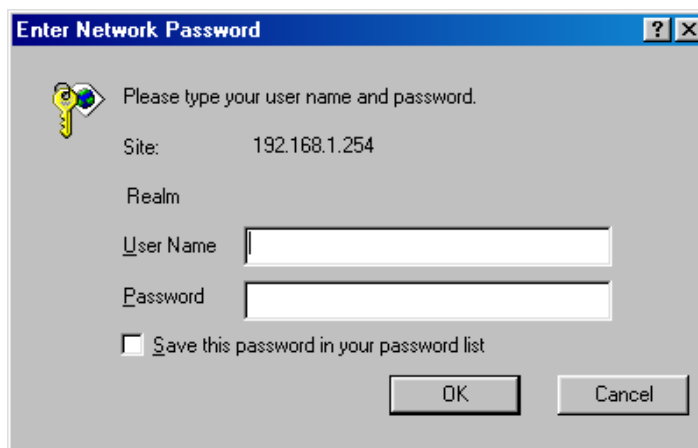 Enter Network Password
Please type your user name and password.
Site: 192.168.1.254
Realm
User Name
Password
Save this password in your password list
OK Cancel